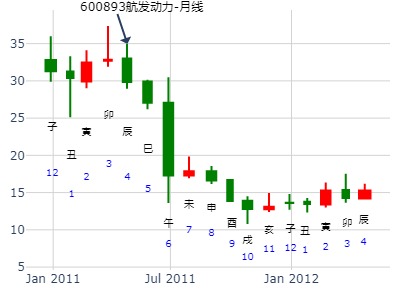 600893航发动力-月线
35
30
25
20
15
10
5
子
丑
寅
卯
辰
巳
午
未
申
酉
戌
亥
子
丑
寅
卯
辰
12
1
2
3
4
5
6
7
8
9
10
11
12
1
2
3
4
Jan 2011
Jul 2011
Jan 2012